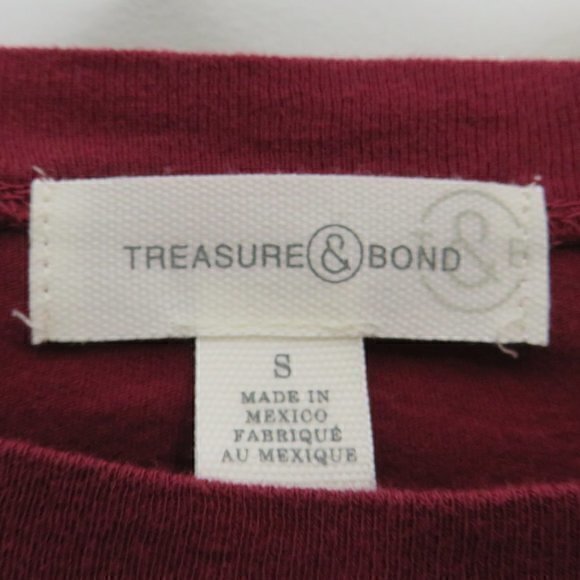 TREASURE & BOND
T & B
S
MADE IN
MEXICO
FABRIQUÉ
AU MEXIQUE